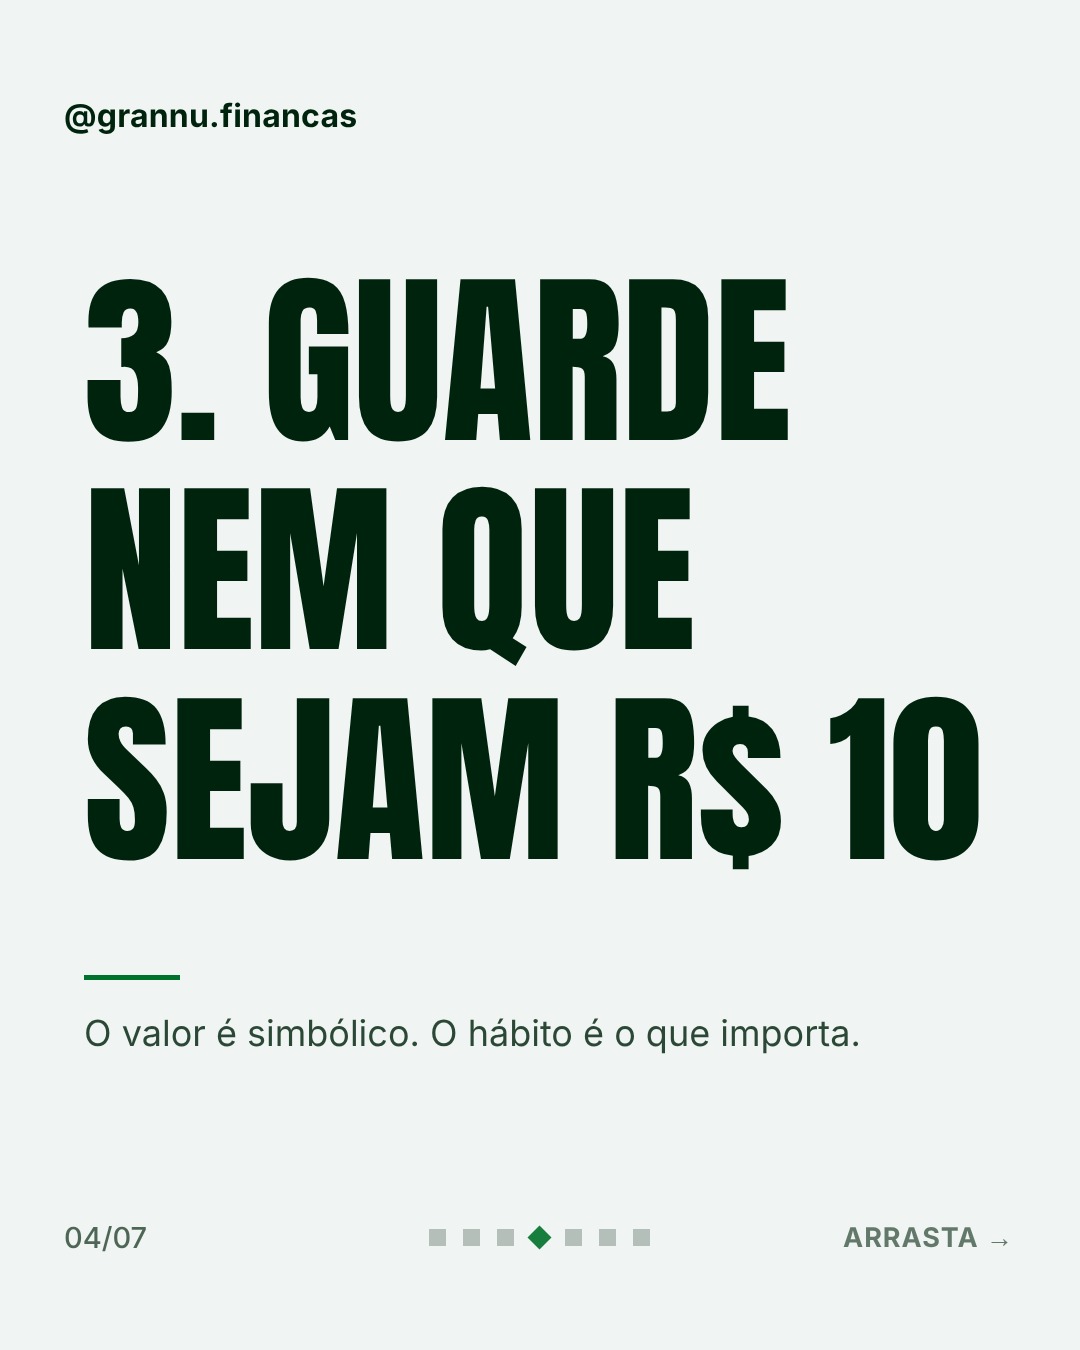 @grannu.financas
3. GUARDE
NEM QUE
SEJAM R$ 10
O valor é simbólico. O hábito é o que importa.
04/07
ARRASTA →